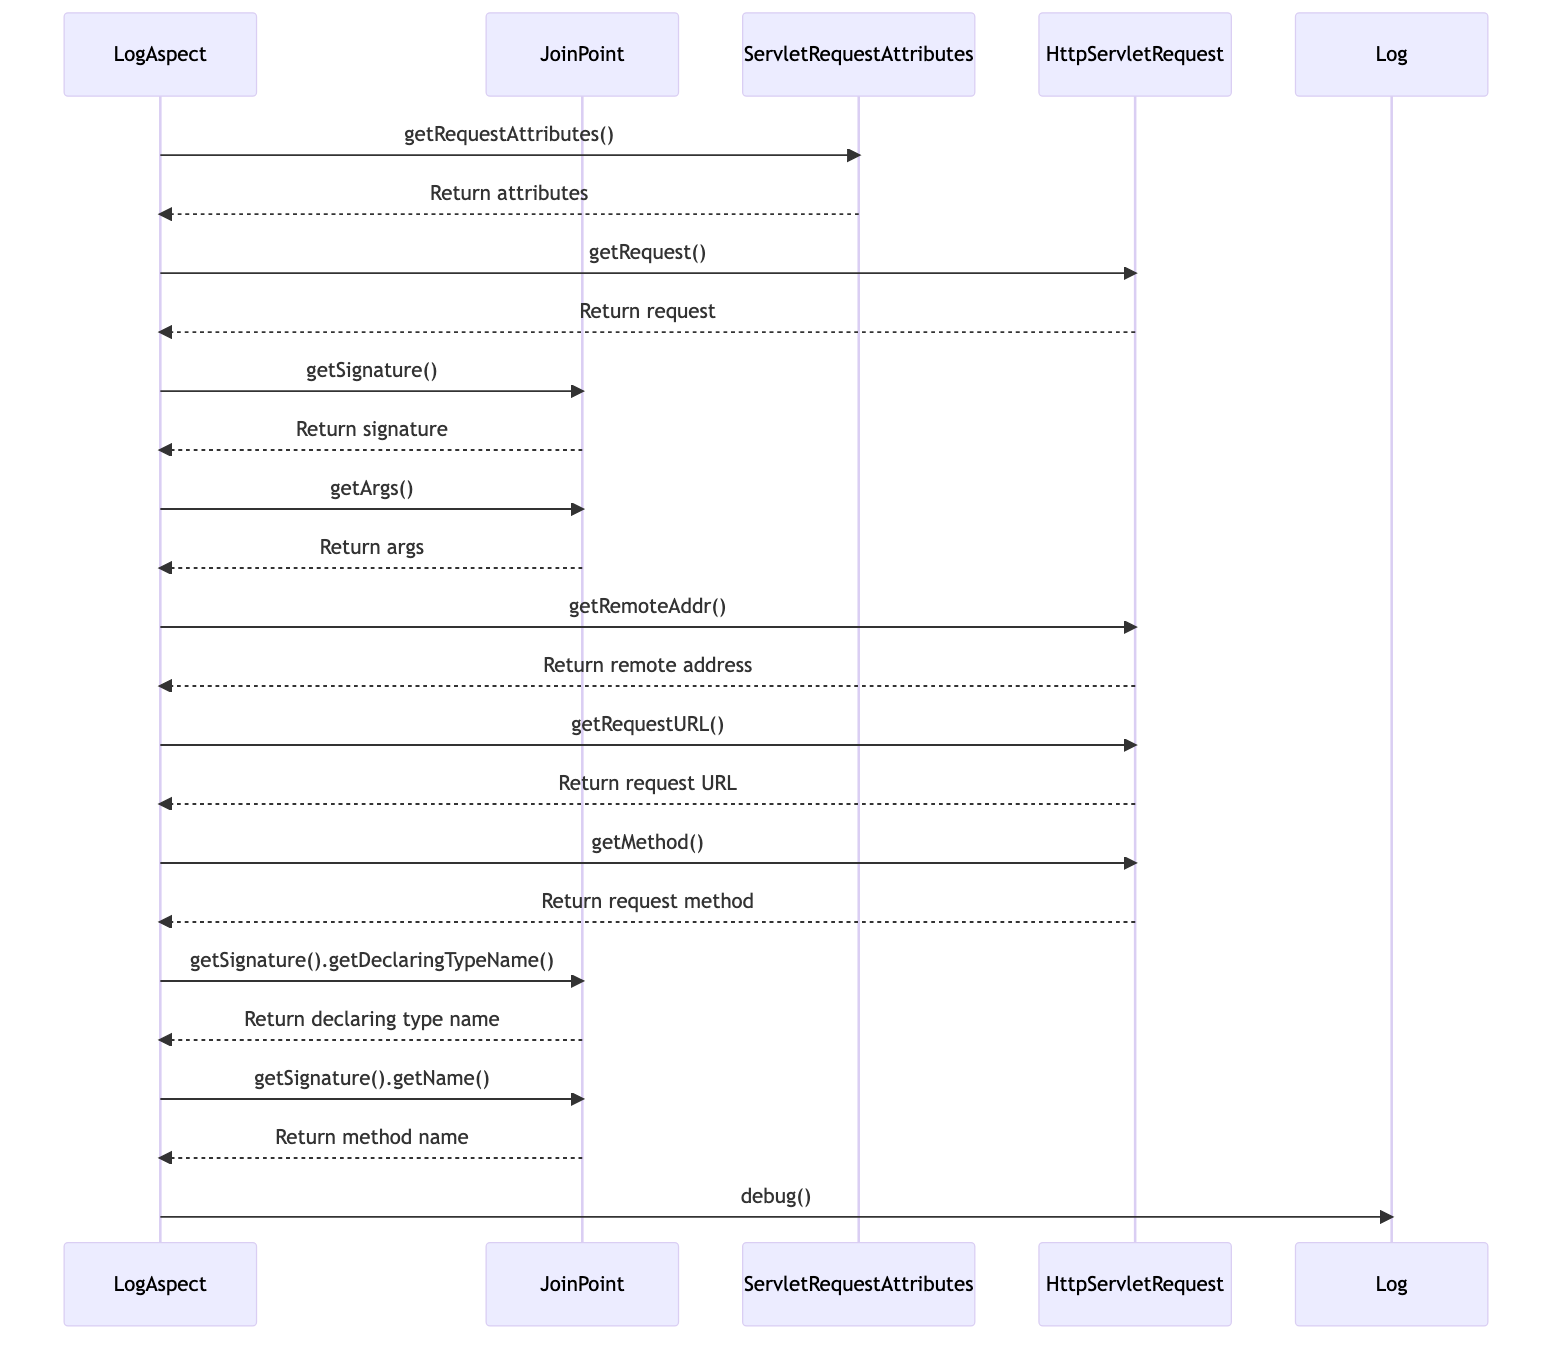 LogAspect
JoinPoint
ServletRequestAttributes
HttpServletRequest
Log
getRequestAttributes()
Return attributes
getRequest()
Return request
getSignature()
Return signature
getArgs()
Return args
getRemoteAddr()
Return remote address
getRequestURL()
Return request URL
getMethod()
Return request method
getSignature().getDeclaringTypeName()
Return declaring type name
getSignature().getName()
Return method name
debug()
LogAspect
JoinPoint
ServletRequestAttributes
HttpServletRequest
Log